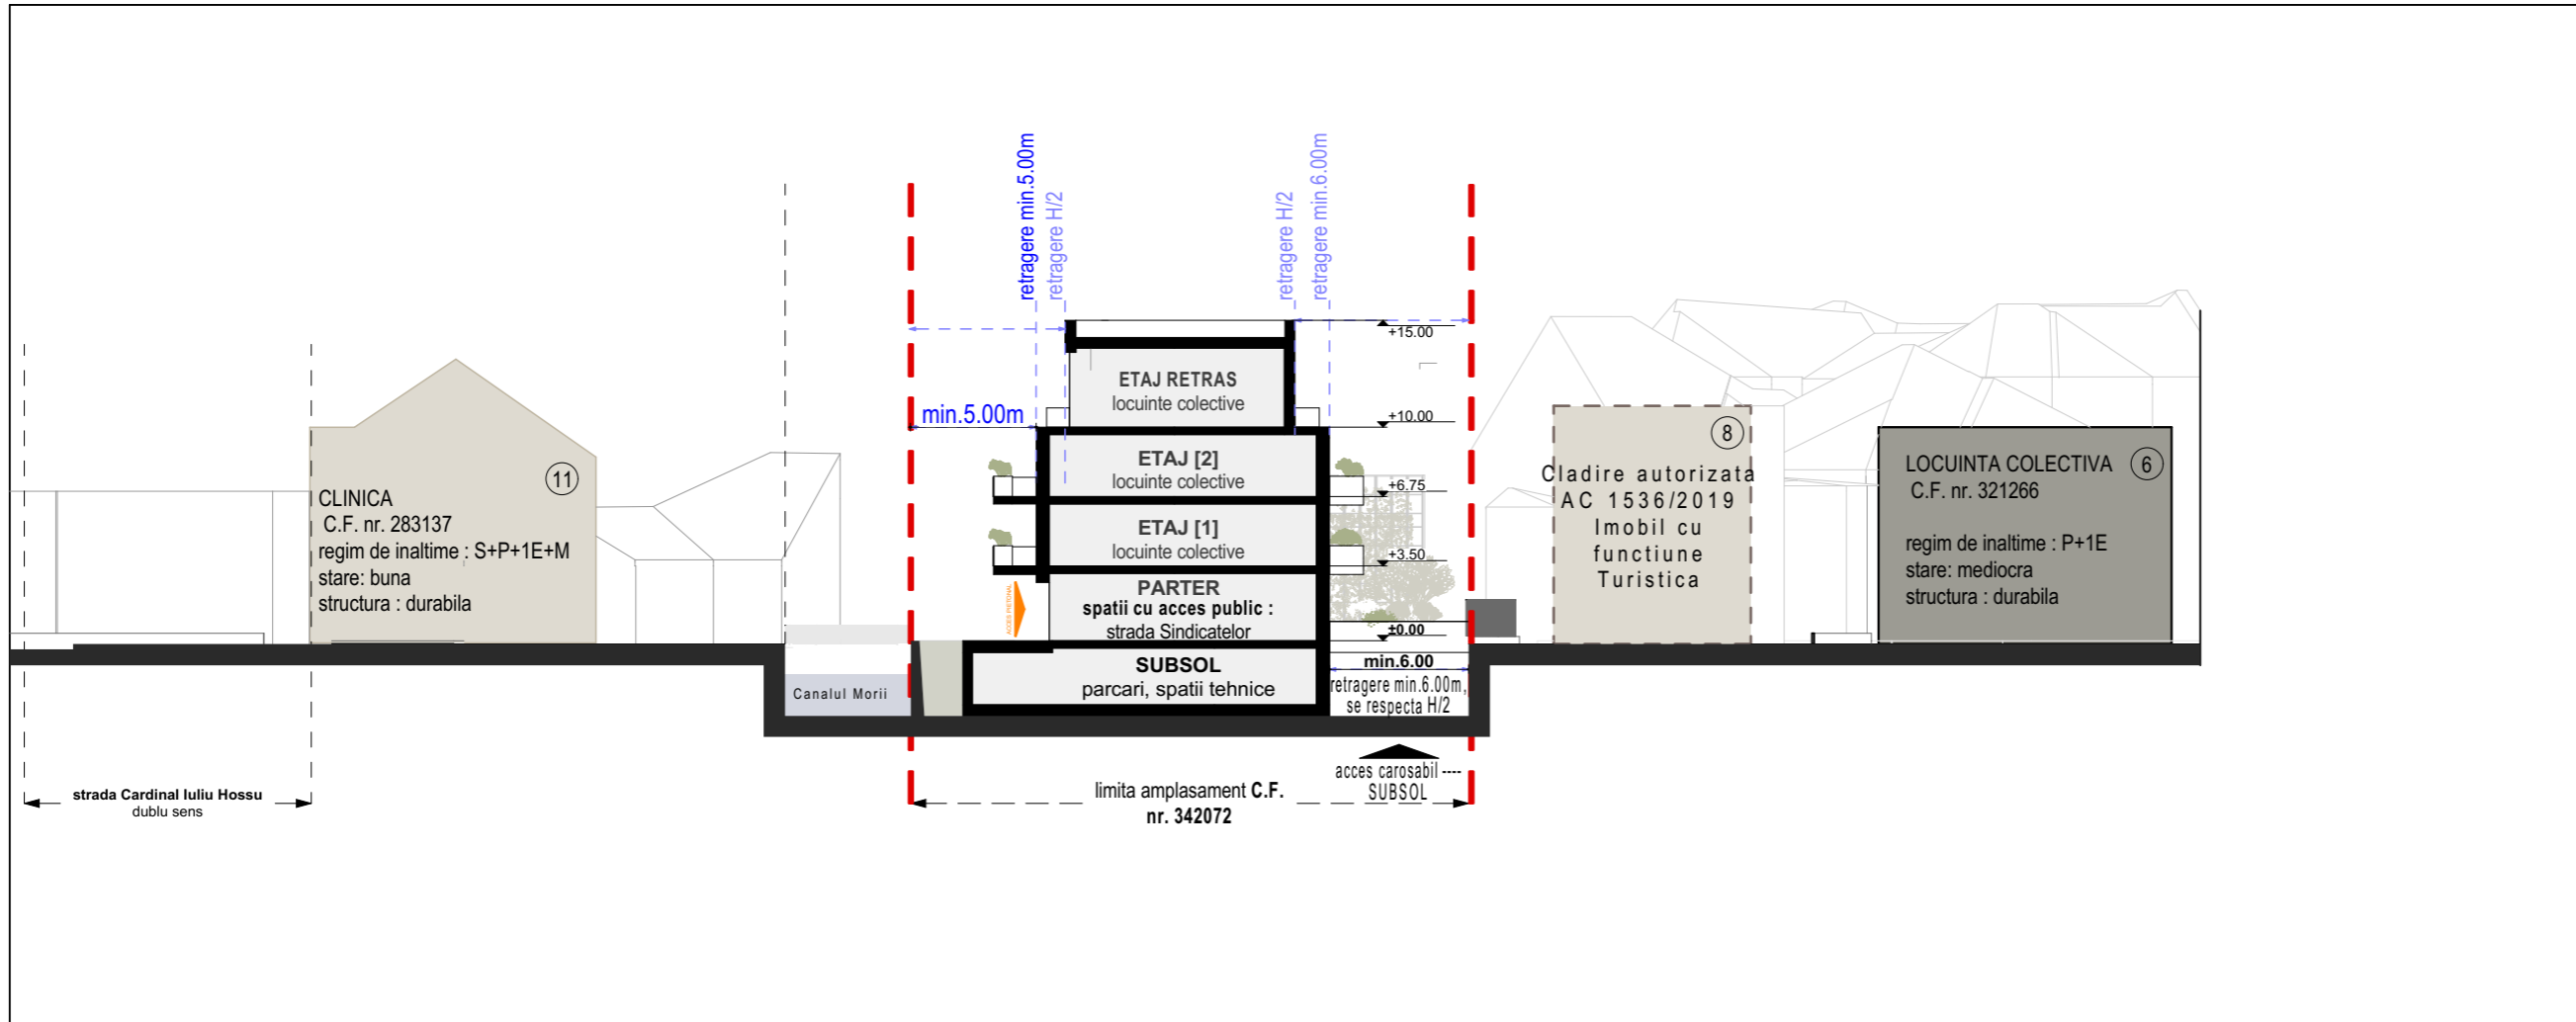 retragere min.5.00m
retragere H/2
retragere H/2
retragere min.6.00m
+15.00
ETAJ RETRAS
locuinte colective
min.5.00m
+10.00
ETAJ [2]
locuinte colective
+6.75
ETAJ [1]
locuinte colective
+3.50
PARTER
spatii cu acces public :
strada Sindicatelor
±0.00
ACCES PIETONAL
SUBSOL
parcari, spatii tehnice
min.6.00
retragere min.6.00m,
se respecta H/2
acces carosabil ----
SUBSOL
limita amplasament C.F.
nr. 342072
Canalul Morii
11
CLINICA
C.F. nr. 283137
regim de inaltime : S+P+1E+M
stare: buna
structura : durabila
strada Cardinal Iuliu Hossu
dublu sens
8
Cladire autorizata
AC 1536/2019
Imobil cu
functiune
Turistica
LOCUINTA COLECTIVA
6
C.F. nr. 321266
regim de inaltime : P+1E
stare: mediocra
structura : durabila